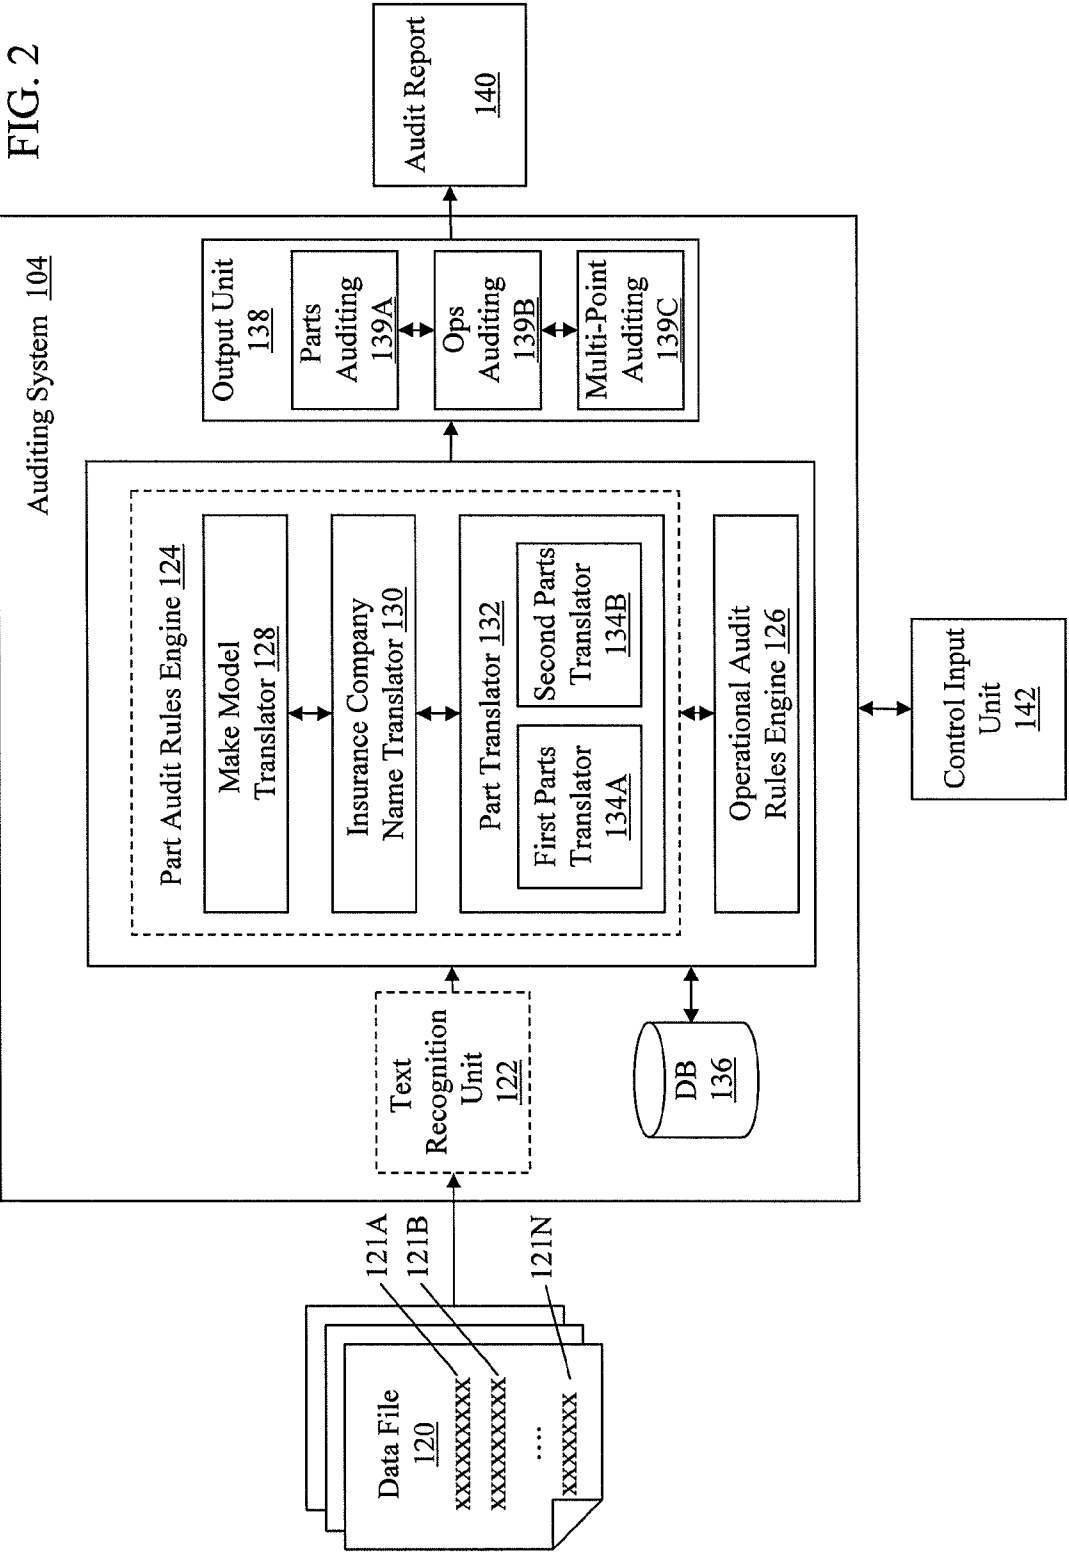 FIG. 2
Auditing System 104
Data File
120
xxxxxxxxx
xxxxxxxxx
....
xxxxxxx
121A
121B
121N
Text
Recognition
Unit
122
DB
136
Part Audit Rules Engine 124
Make Model
Translator 128
Insurance Company
Name Translator 130
Part Translator 132
First Parts
Translator
134A
Second Parts
Translator
134B
Operational Audit
Rules Engine 126
Output Unit
138
Parts
Auditing
139A
Ops
Auditing
139B
Multi-Point
Auditing
139C
Audit Report
140
Control Input
Unit
142